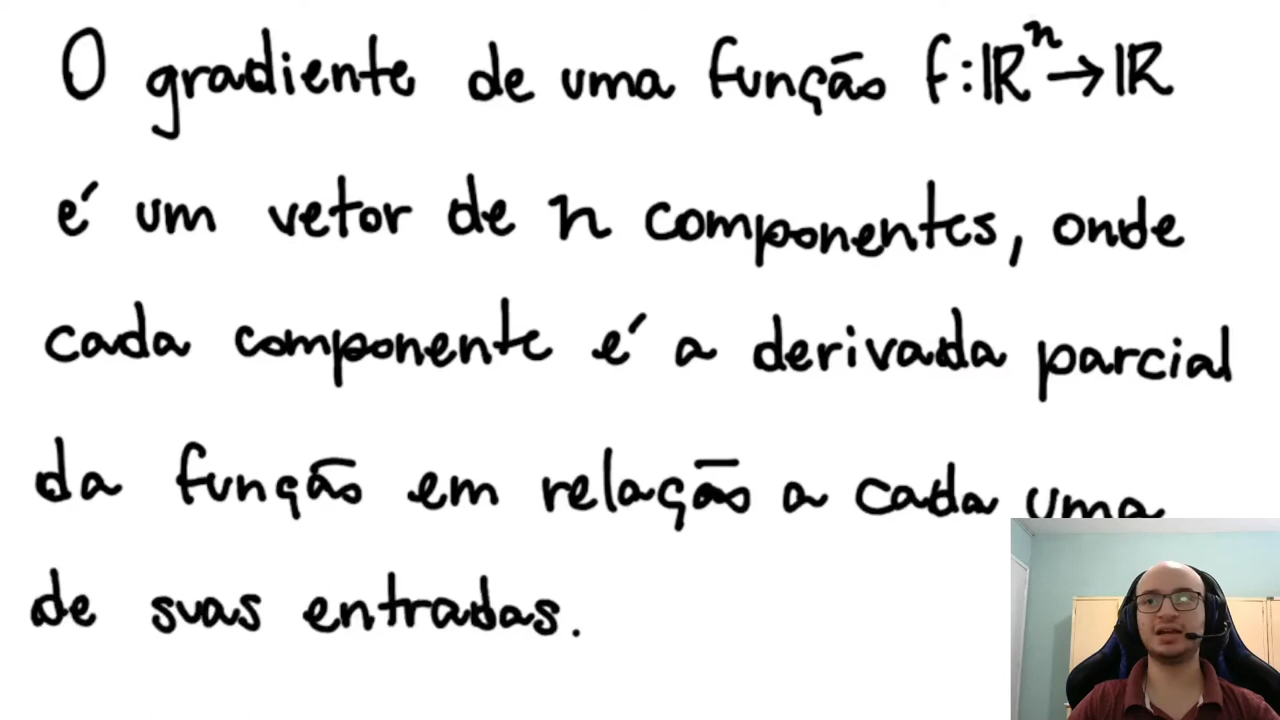 O gradiente de uma função f:ℝⁿ→ℝ
é um vetor de n componentes, onde
cada componente é a derivada parcial
da função em relação a cada uma
de suas entradas.